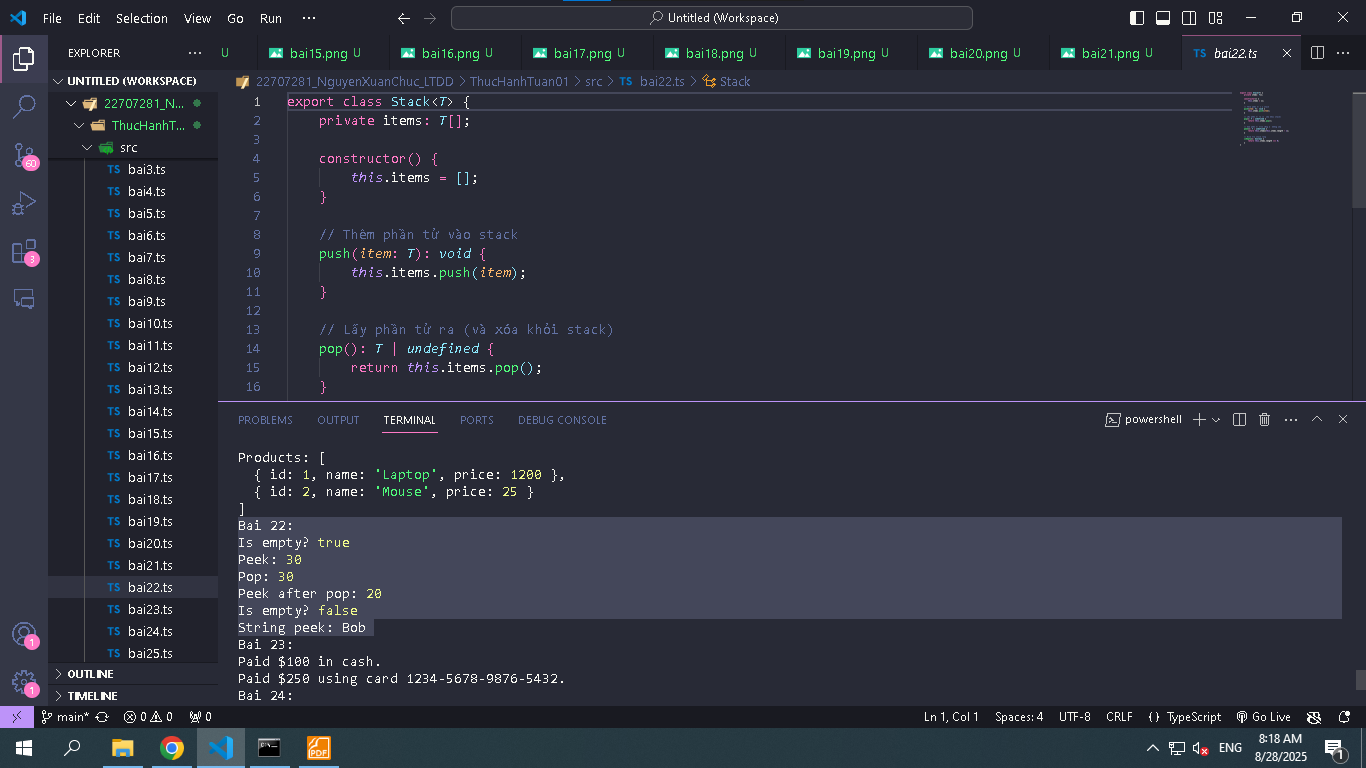 File Edit Selection View Go Run ··· Untitled (Workspace)
EXPLORER ··· U bai15.png U bai16.png U bai17.png U bai18.png U bai19.png U bai20.png U bai21.png U TS bai22.ts
UNTITLED (WORKSPACE)
22707281_N...
ThucHanhT...
src
TS bai3.ts
TS bai4.ts
TS bai5.ts
TS bai6.ts
TS bai7.ts
TS bai8.ts
TS bai9.ts
TS bai10.ts
TS bai11.ts
TS bai12.ts
TS bai13.ts
TS bai14.ts
TS bai15.ts
TS bai16.ts
TS bai17.ts
TS bai18.ts
TS bai19.ts
TS bai20.ts
TS bai21.ts
TS bai22.ts
TS bai23.ts
TS bai24.ts
TS bai25.ts
OUTLINE
TIMELINE
60
3
1
1
22707281_NguyenXuanChuc_LTDD > ThucHanhTuan01 > src > TS bai22.ts > Stack
1 export class Stack<T> {
2 private items: T[];
3
4 constructor() {
5 this.items = [];
6 }
7
8 // Thêm phần tử vào stack
9 push(item: T): void {
10 this.items.push(item);
11 }
12
13 // Lấy phần tử ra (và xóa khỏi stack)
14 pop(): T | undefined {
15 return this.items.pop();
16 }
PROBLEMS OUTPUT TERMINAL PORTS DEBUG CONSOLE powershell
Products: [
{ id: 1, name: 'Laptop', price: 1200 },
{ id: 2, name: 'Mouse', price: 25 }
]
Bai 22:
Is empty? true
Peek: 30
Pop: 30
Peek after pop: 20
Is empty? false
String peek: Bob
Bai 23:
Paid $100 in cash.
Paid $250 using card 1234-5678-9876-5432.
Bai 24:
main* 0 0 0 Ln 1, Col 1 Spaces: 4 UTF-8 CRLF {} TypeScript Go Live
PDF ENG 8:18 AM
8/28/2025 1